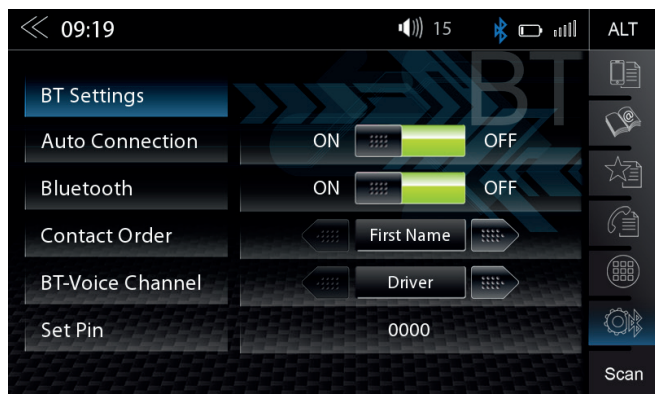 09:19 15 ALT
BT
BT Settings
Auto Connection ON OFF
Bluetooth ON OFF
Contact Order First Name
BT-Voice Channel Driver
Set Pin 0000
Scan